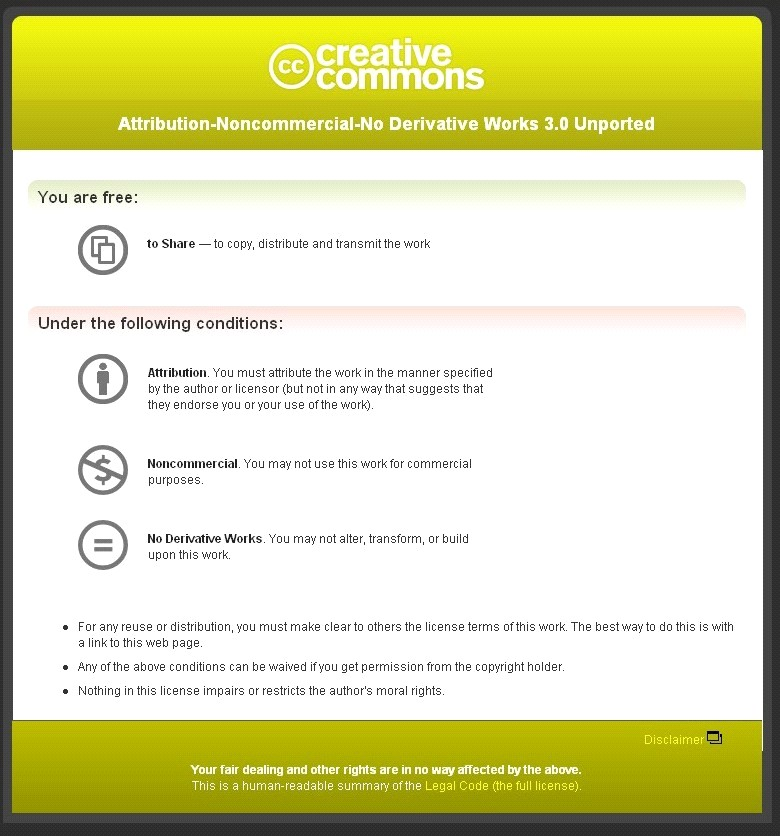 cc creative
commons
Attribution-Noncommercial-No Derivative Works 3.0 Unported
You are free:
to Share — to copy, distribute and transmit the work
Under the following conditions:
Attribution. You must attribute the work in the manner specified
by the author or licensor (but not in any way that suggests that
they endorse you or your use of the work).
$
Noncommercial. You may not use this work for commercial
purposes.
=
No Derivative Works. You may not alter, transform, or build
upon this work.
• For any reuse or distribution, you must make clear to others the license terms of this work. The best way to do this is with
a link to this web page.
• Any of the above conditions can be waived if you get permission from the copyright holder.
• Nothing in this license impairs or restricts the author's moral rights.
Disclaimer
Your fair dealing and other rights are in no way affected by the above.
This is a human-readable summary of the Legal Code (the full license).